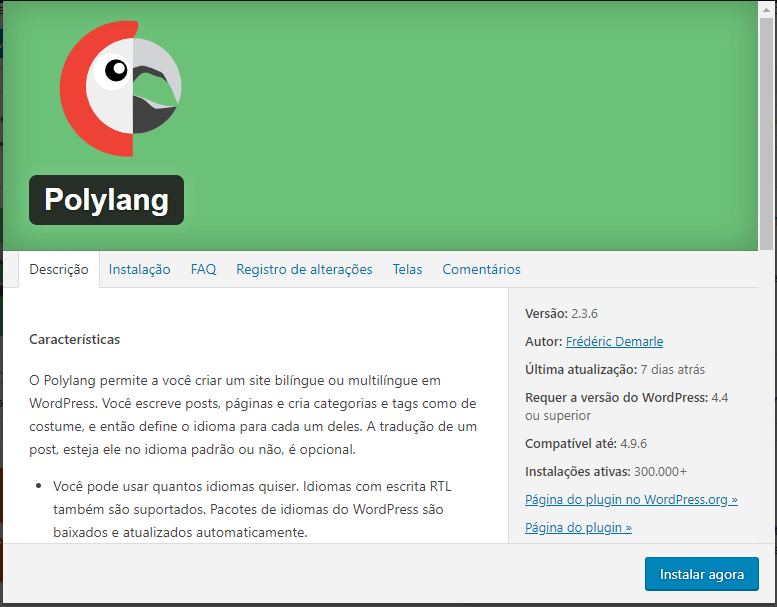 Polylang
Descrição Instalação FAQ Registro de alterações Telas Comentários
Características
O Polylang permite a você criar um site bilíngue ou multilíngue em
WordPress. Você escreve posts, páginas e cria categorias e tags como de
costume, e então define o idioma para cada um deles. A tradução de um
post, esteja ele no idioma padrão ou não, é opcional.
• Você pode usar quantos idiomas quiser. Idiomas com escrita RTL
também são suportados. Pacotes de idiomas do WordPress são
baixados e atualizados automaticamente.
Versão: 2.3.6
Autor: Frédéric Demarle
Última atualização: 7 dias atrás
Requer a versão do WordPress: 4.4
ou superior
Compatível até: 4.9.6
Instalações ativas: 300.000+
Página do plugin no WordPress.org »
Página do plugin »
Instalar agora